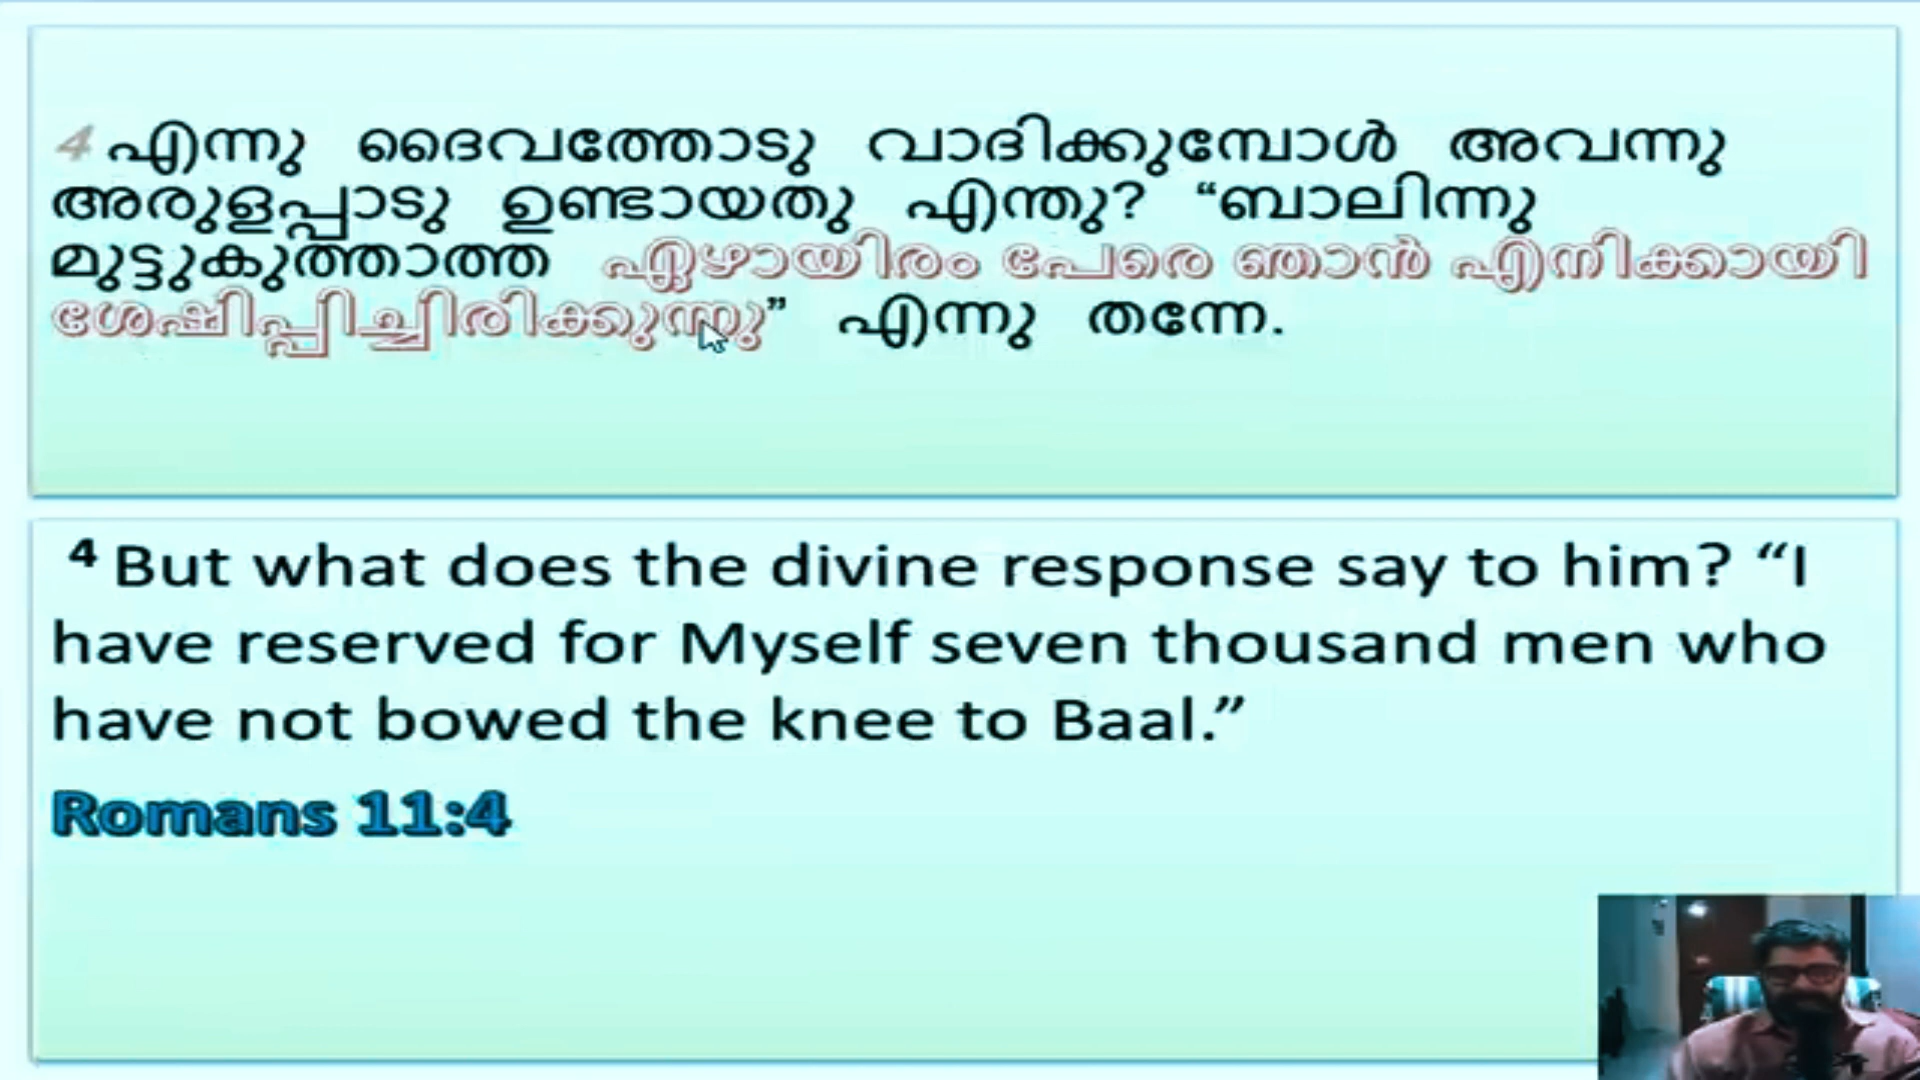 4 എന്നു ദൈവത്തോടു വാദിക്കുമ്പോൾ അവന്നു
അരുളപ്പാടു ഉണ്ടായതു എന്തു? “ബാലിന്നു
മുട്ടുകുത്താത്ത ഏഴായിരം പേരെ ഞാൻ എനിക്കായി
ശേഷിപ്പിച്ചിരിക്കുന്നു” എന്നു തന്നേ.
4 But what does the divine response say to him? “I
have reserved for Myself seven thousand men who
have not bowed the knee to Baal.”
Romans 11:4